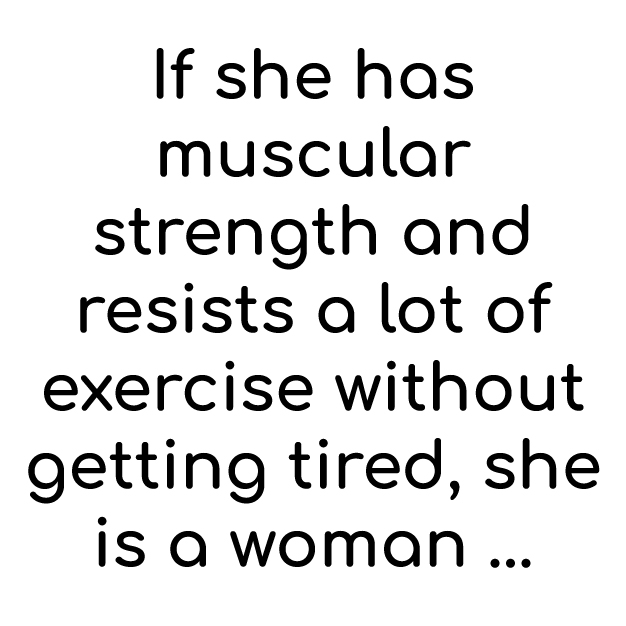 If she has
muscular
strength and
resists a lot of
exercise without
getting tired, she
is a woman ...